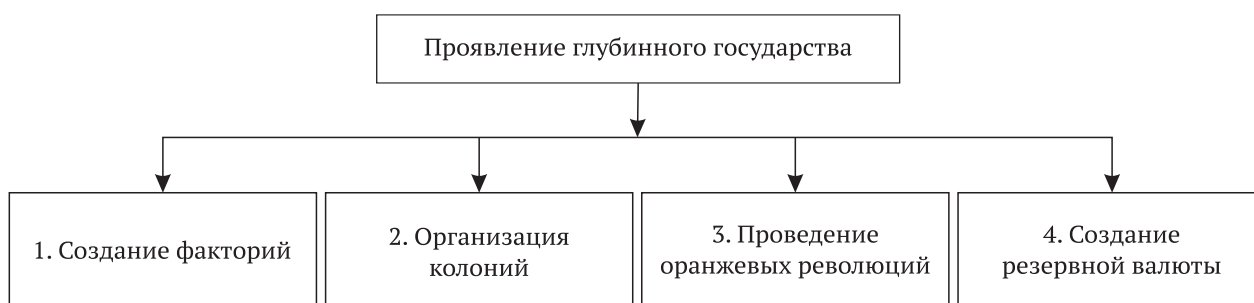 Проявление глубинного государства
1. Создание факторий
2. Организация
колоний
3. Проведение
оранжевых революций
4. Создание
резервной валюты